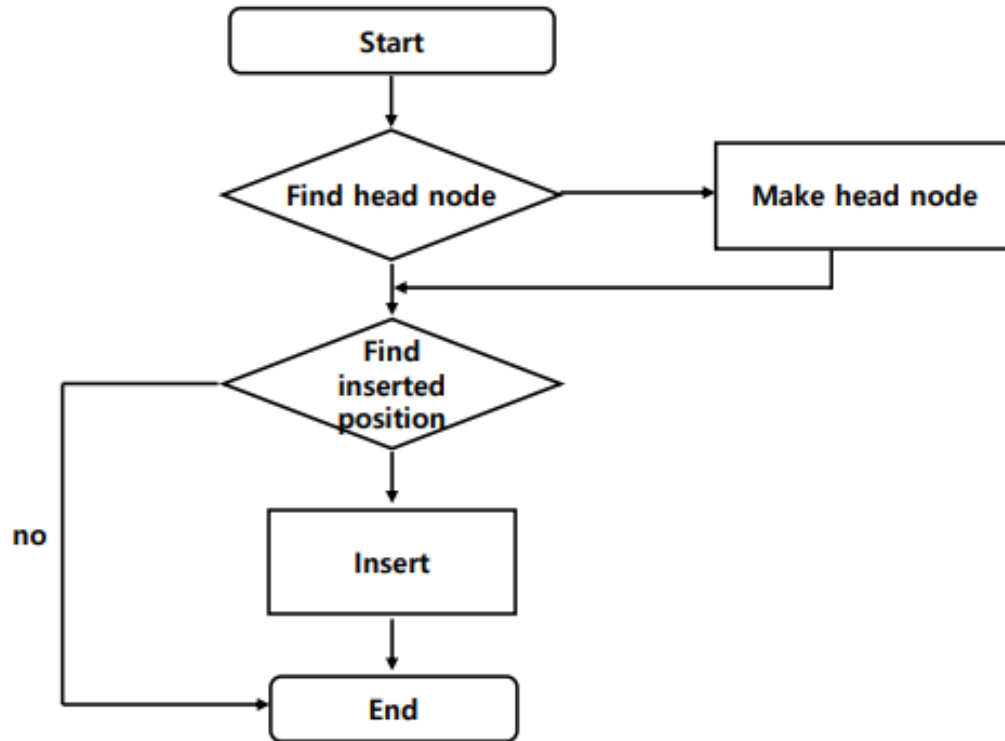 Start
Find head node
Make head node
Find
inserted
position
no
Insert
End